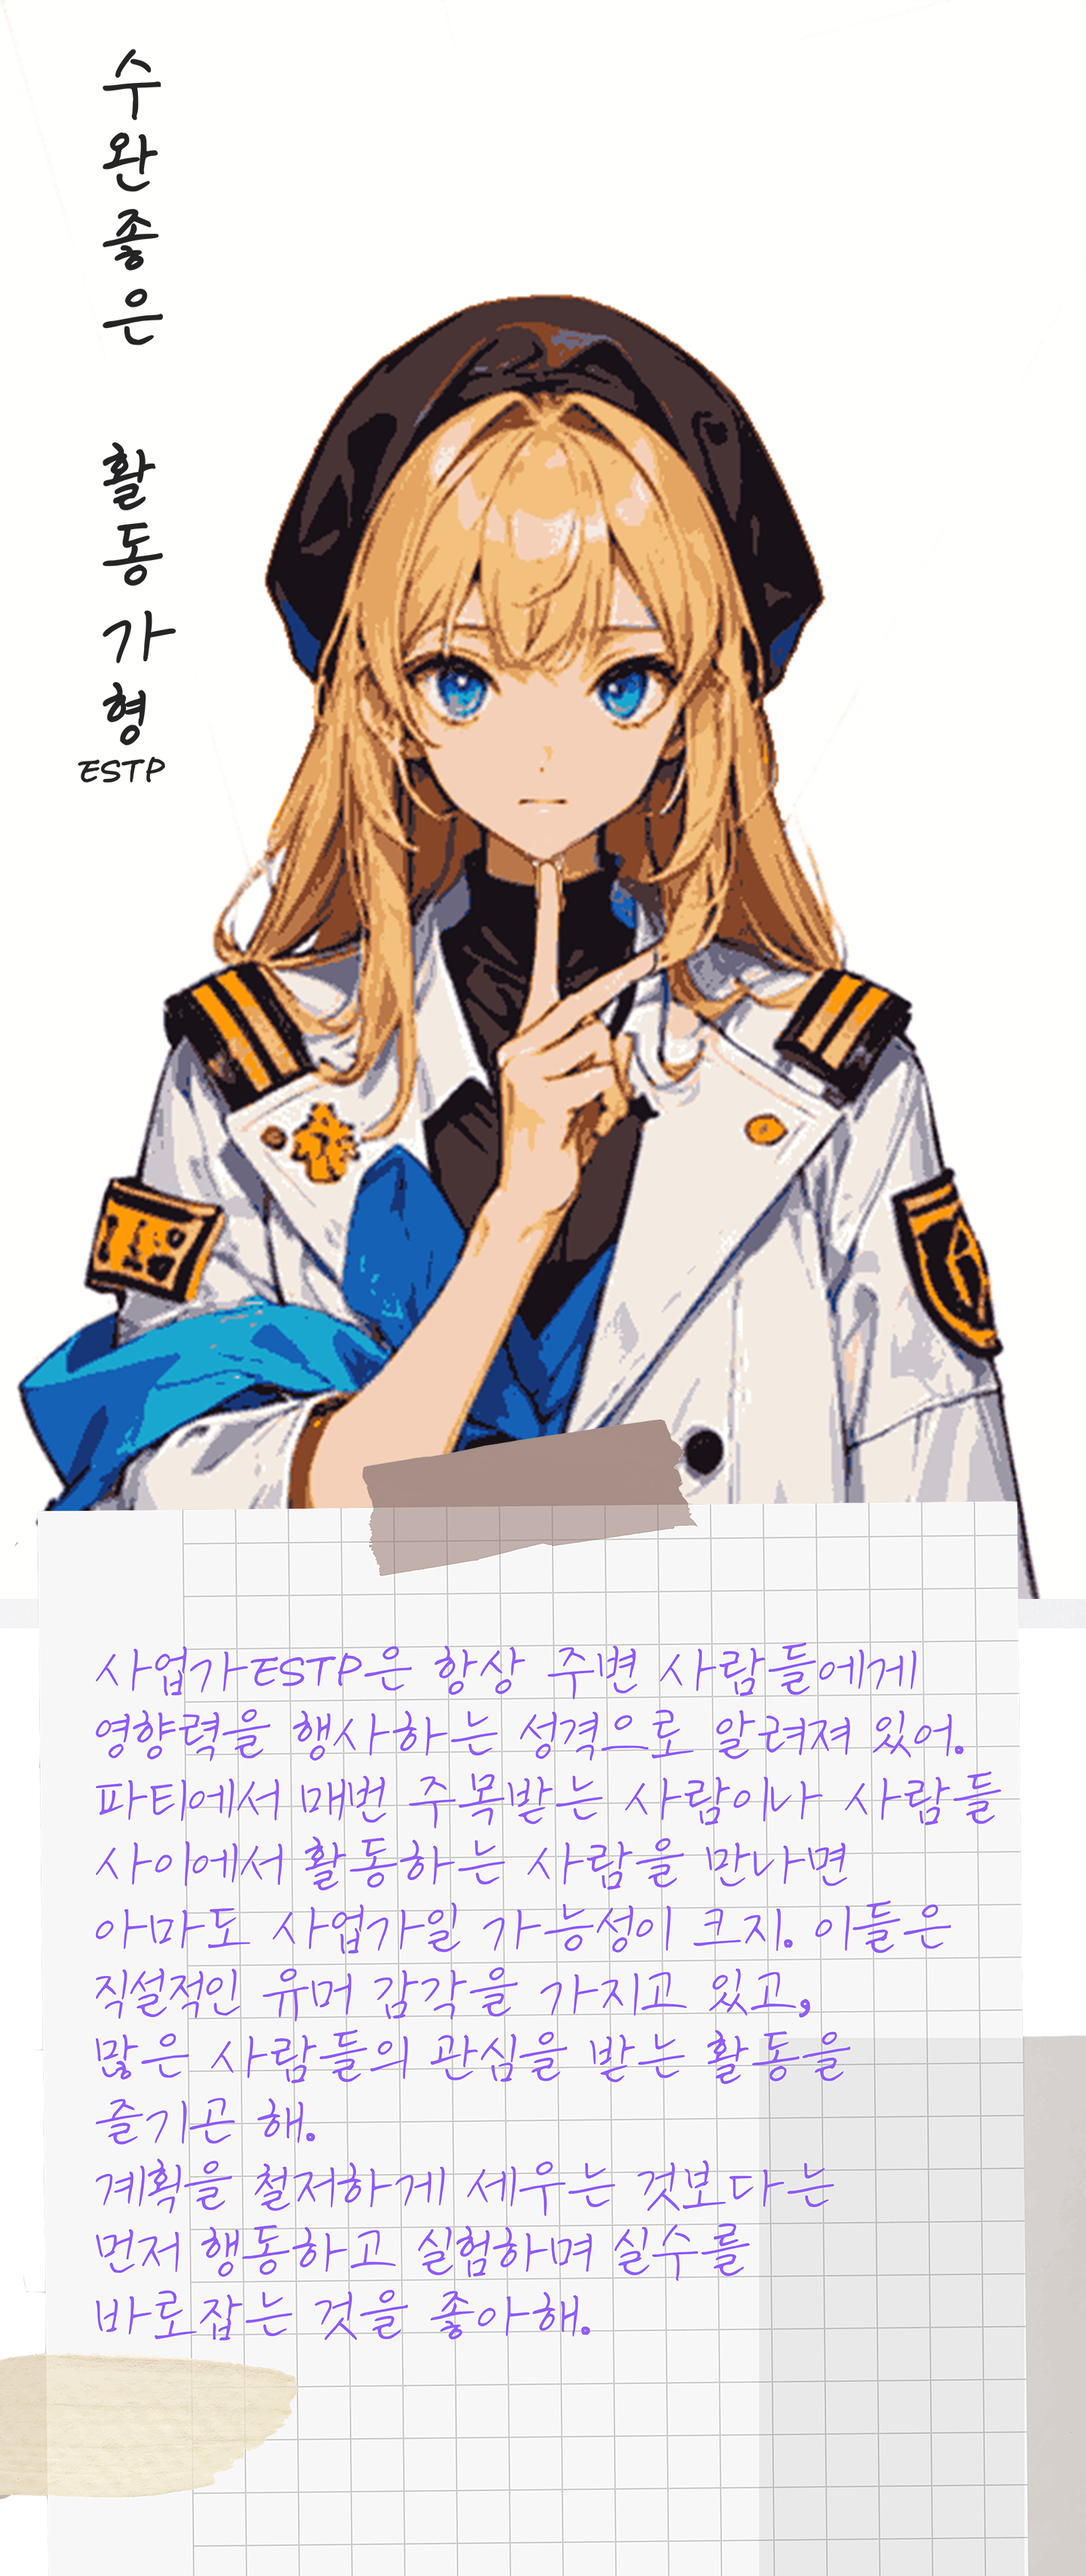 수완좋은 활동가형
ESTP
사업가ESTP은 항상 주변 사람들에게
영향력을 행사하는 성격으로 알려져 있어.
파티에서 매번 주목받는 사람이나 사람들
사이에서 활동하는 사람을 만나면
아마도 사업가일 가능성이 크지. 이들은
직설적인 유머 감각을 가지고 있고,
많은 사람들의 관심을 받는 활동을
즐기곤 해.
계획을 철저하게 세우는 것보다는
먼저 행동하고 실험하며 실수를
바로잡는 것을 좋아해.